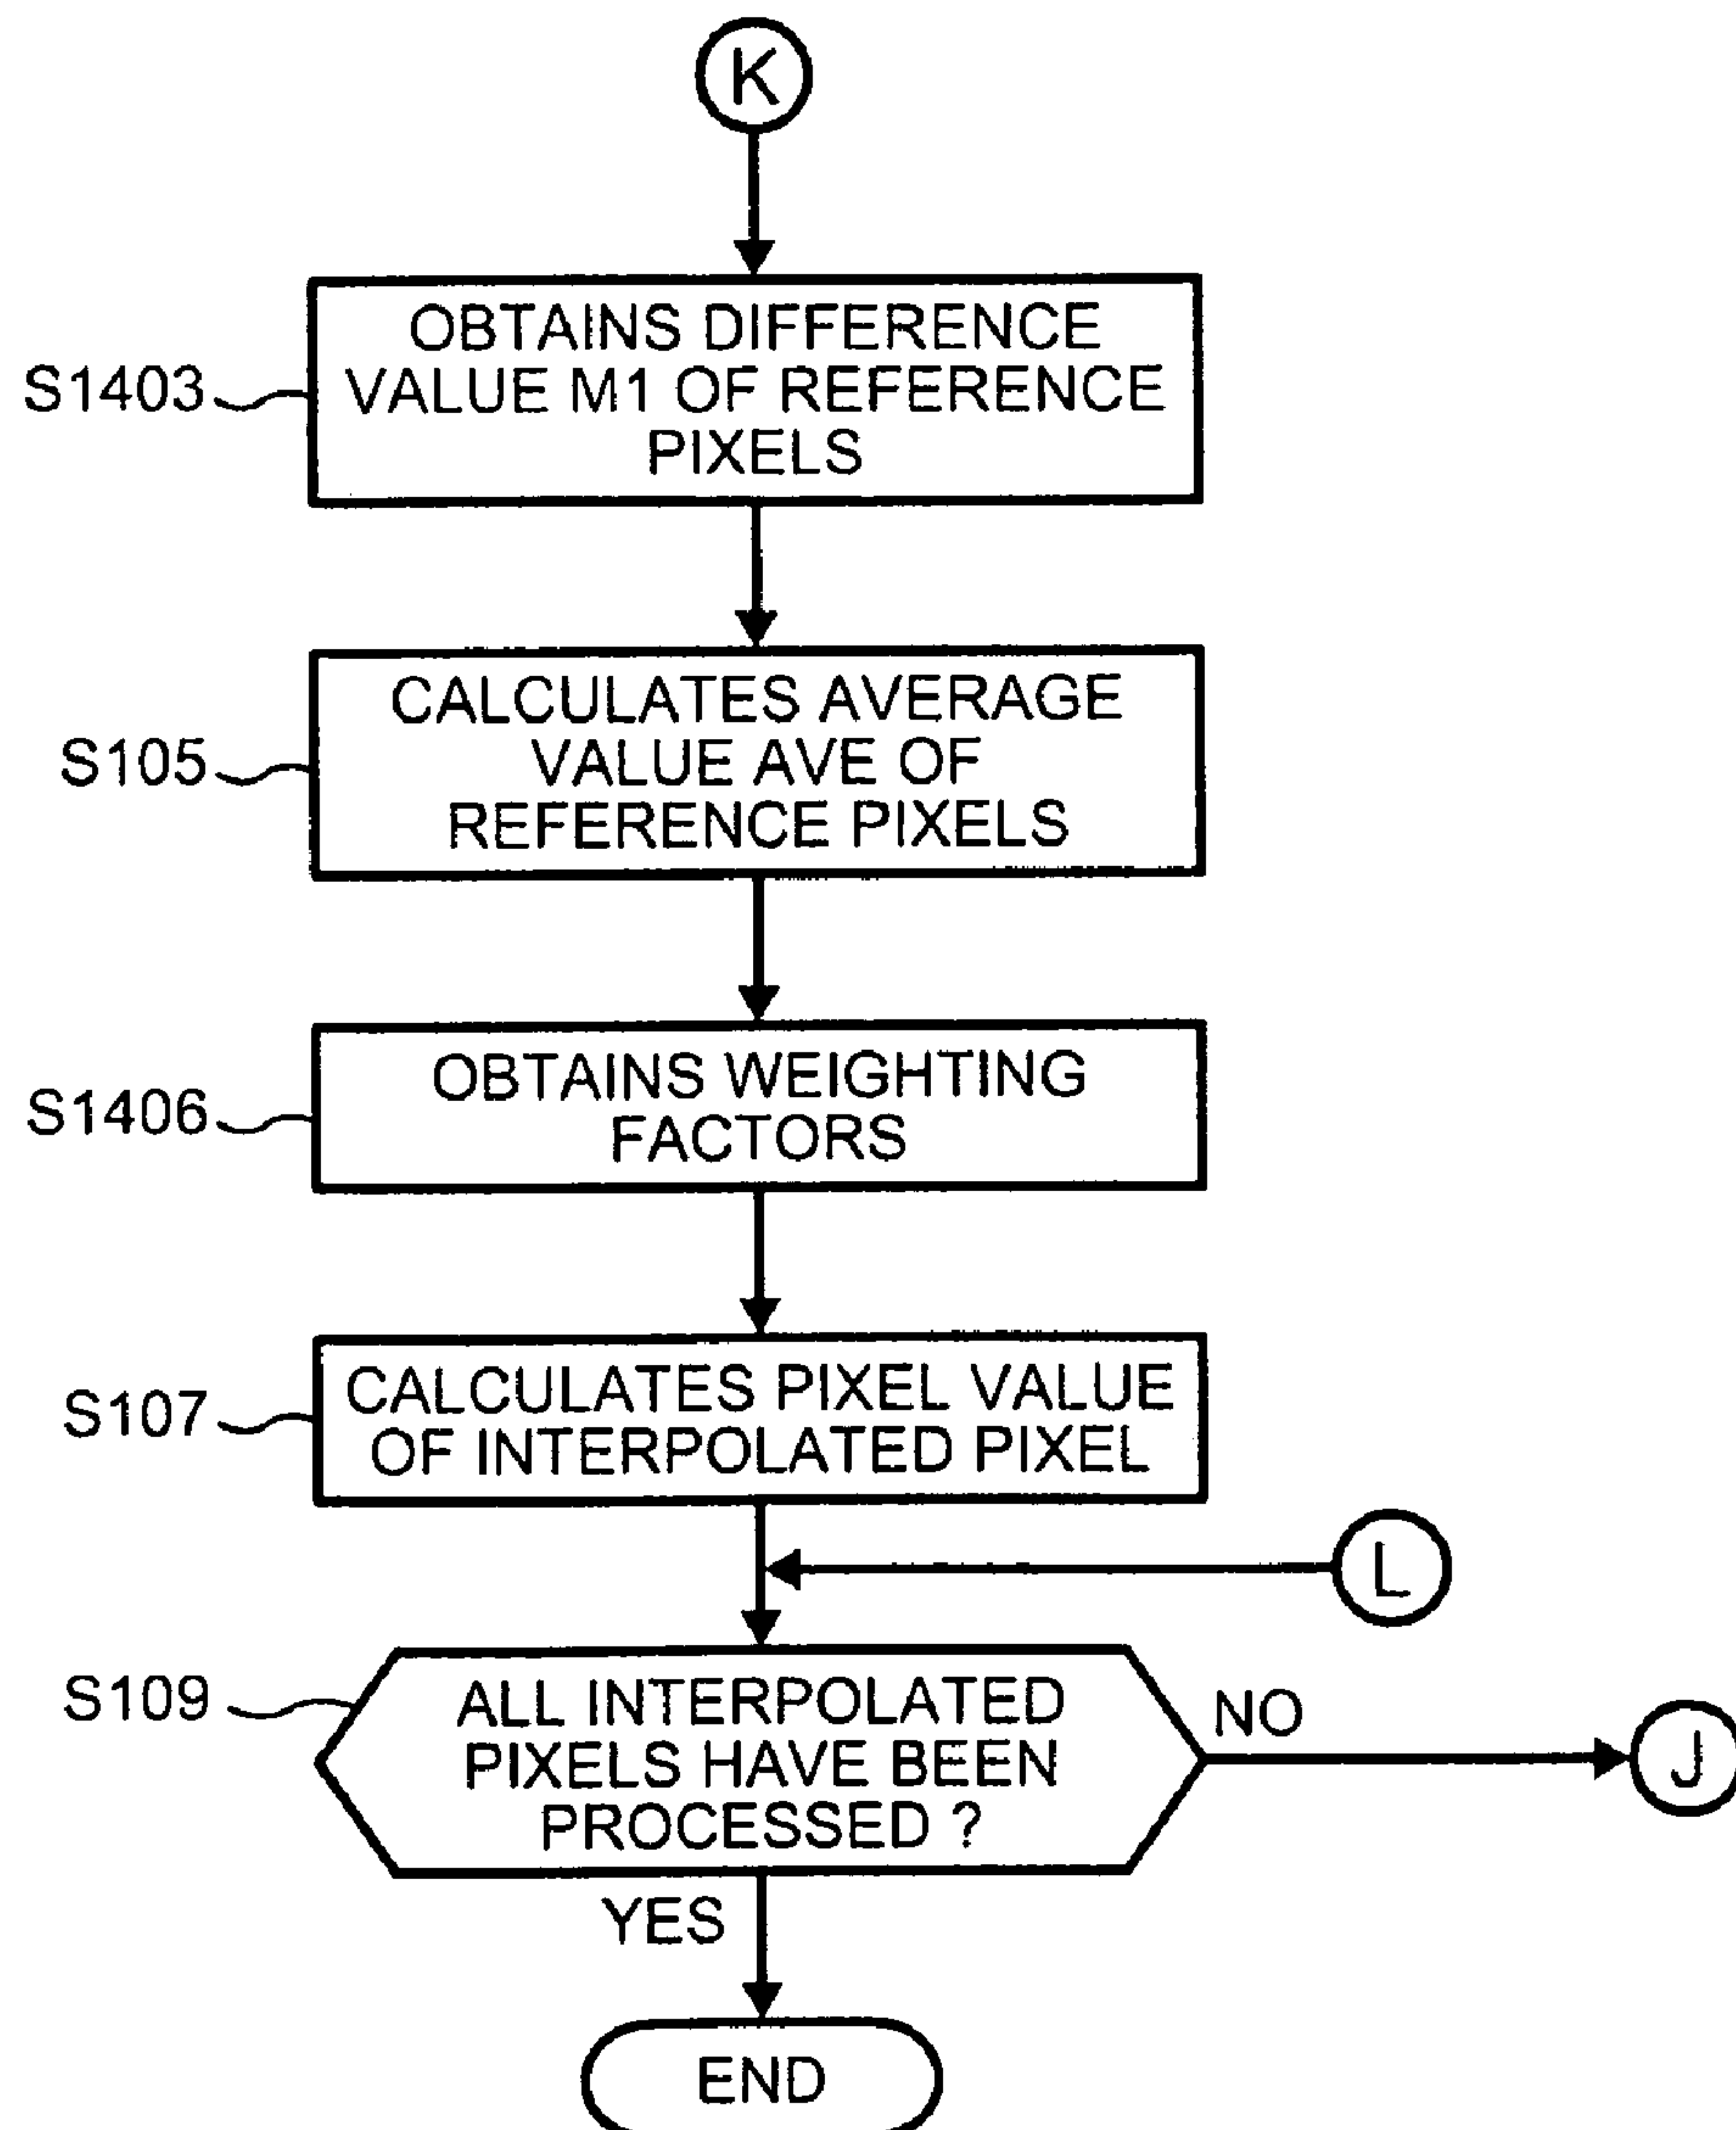 K
S1403
OBTAINS DIFFERENCE
VALUE M1 OF REFERENCE
PIXELS
S105
CALCULATES AVERAGE
VALUE AVE OF
REFERENCE PIXELS
S1406
OBTAINS WEIGHTING
FACTORS
S107
CALCULATES PIXEL VALUE
OF INTERPOLATED PIXEL
L
S109
ALL INTERPOLATED
PIXELS HAVE BEEN
PROCESSED ?
NO
J
YES
END